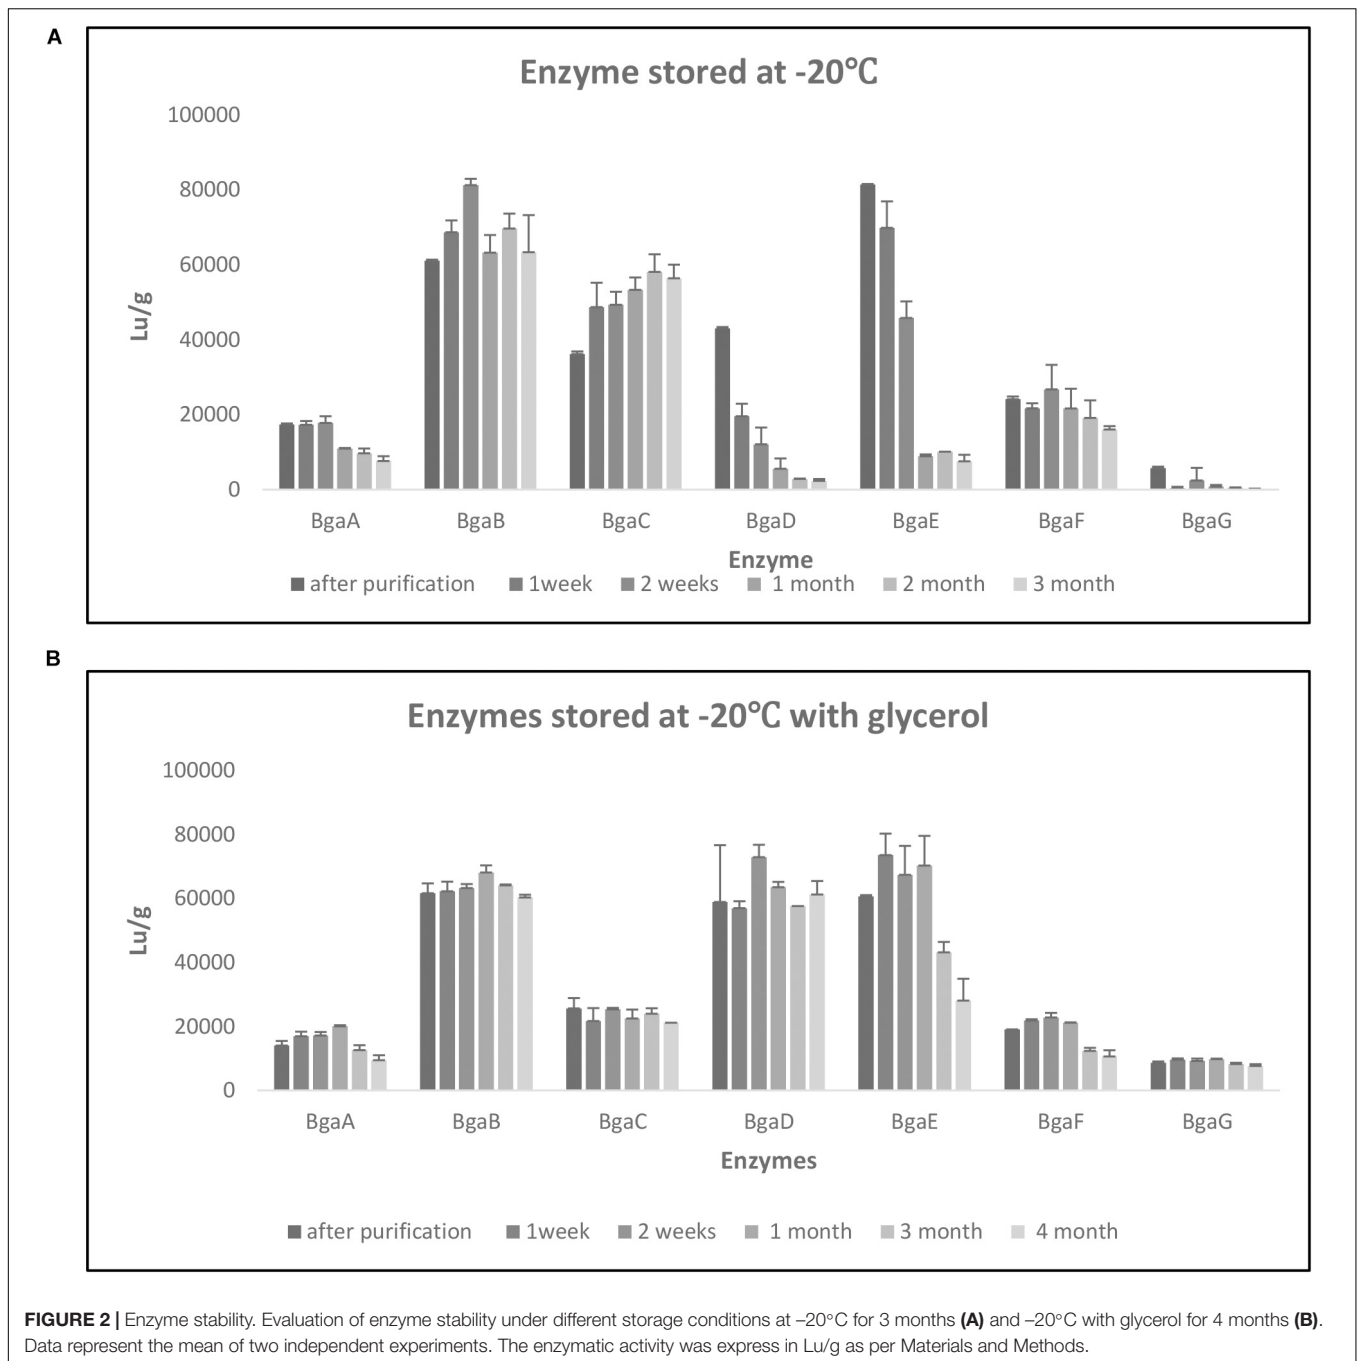 A
Enzyme stored at -20℃
100000
80000
60000
40000
20000
0
Lu/g
BgaA BgaB BgaC BgaD BgaE BgaF BgaG
Enzyme
after purification 1week 2 weeks 1 month 2 month 3 month
B
Enzymes stored at -20℃ with glycerol
100000
80000
60000
40000
20000
0
Lu/g
BgaA BgaB BgaC BgaD BgaE BgaF BgaG
Enzymes
after purification 1week 2 weeks 1 month 3 month 4 month
FIGURE 2 | Enzyme stability. Evaluation of enzyme stability under different storage conditions at –20°C for 3 months (A) and –20°C with glycerol for 4 months (B).
Data represent the mean of two independent experiments. The enzymatic activity was express in Lu/g as per Materials and Methods.